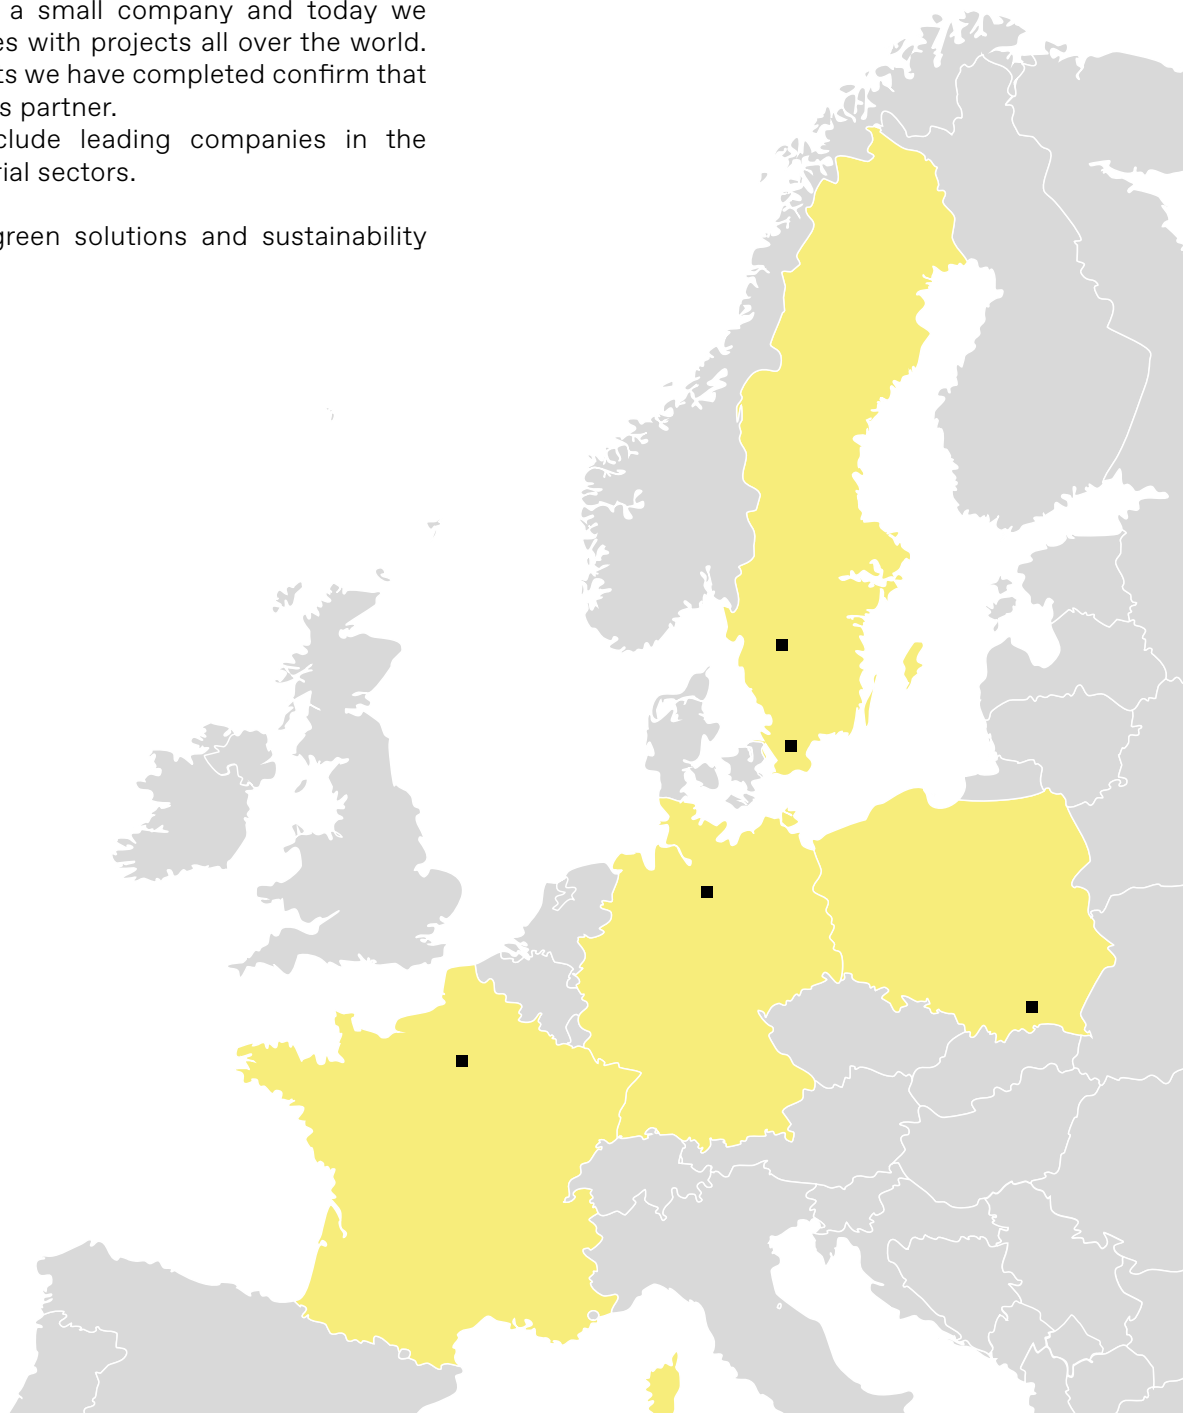 a small company and today we
es with projects all over the world.
ts we have completed confirm that
s partner.
clude leading companies in the
rial sectors.
green solutions and sustainability